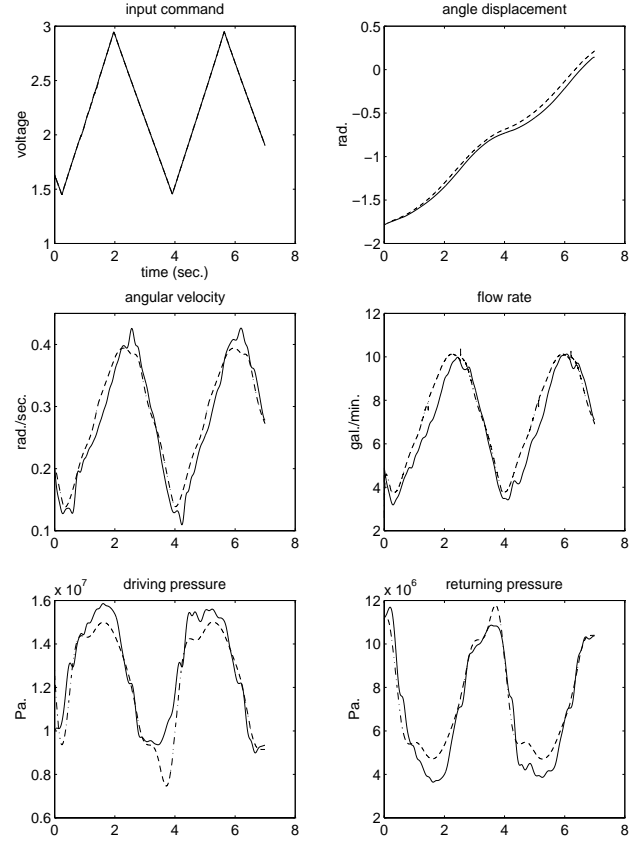 input command
3
2.5
2
1.5
1
voltage
0 2 4 6 8
time (sec.)
angle displacement
0
−0.5
−1
−1.5
−2
rad.
0 2 4 6 8
angular velocity
0.4
0.3
0.2
0.1
rad./sec.
0 2 4 6 8
flow rate
12
10
8
6
4
2
gal./min.
0 2 4 6 8
driving pressure
x 10^7
1.6
1.4
1.2
1
0.8
0.6
Pa.
0 2 4 6 8
returning pressure
x 10^6
12
10
8
6
4
2
Pa.
0 2 4 6 8